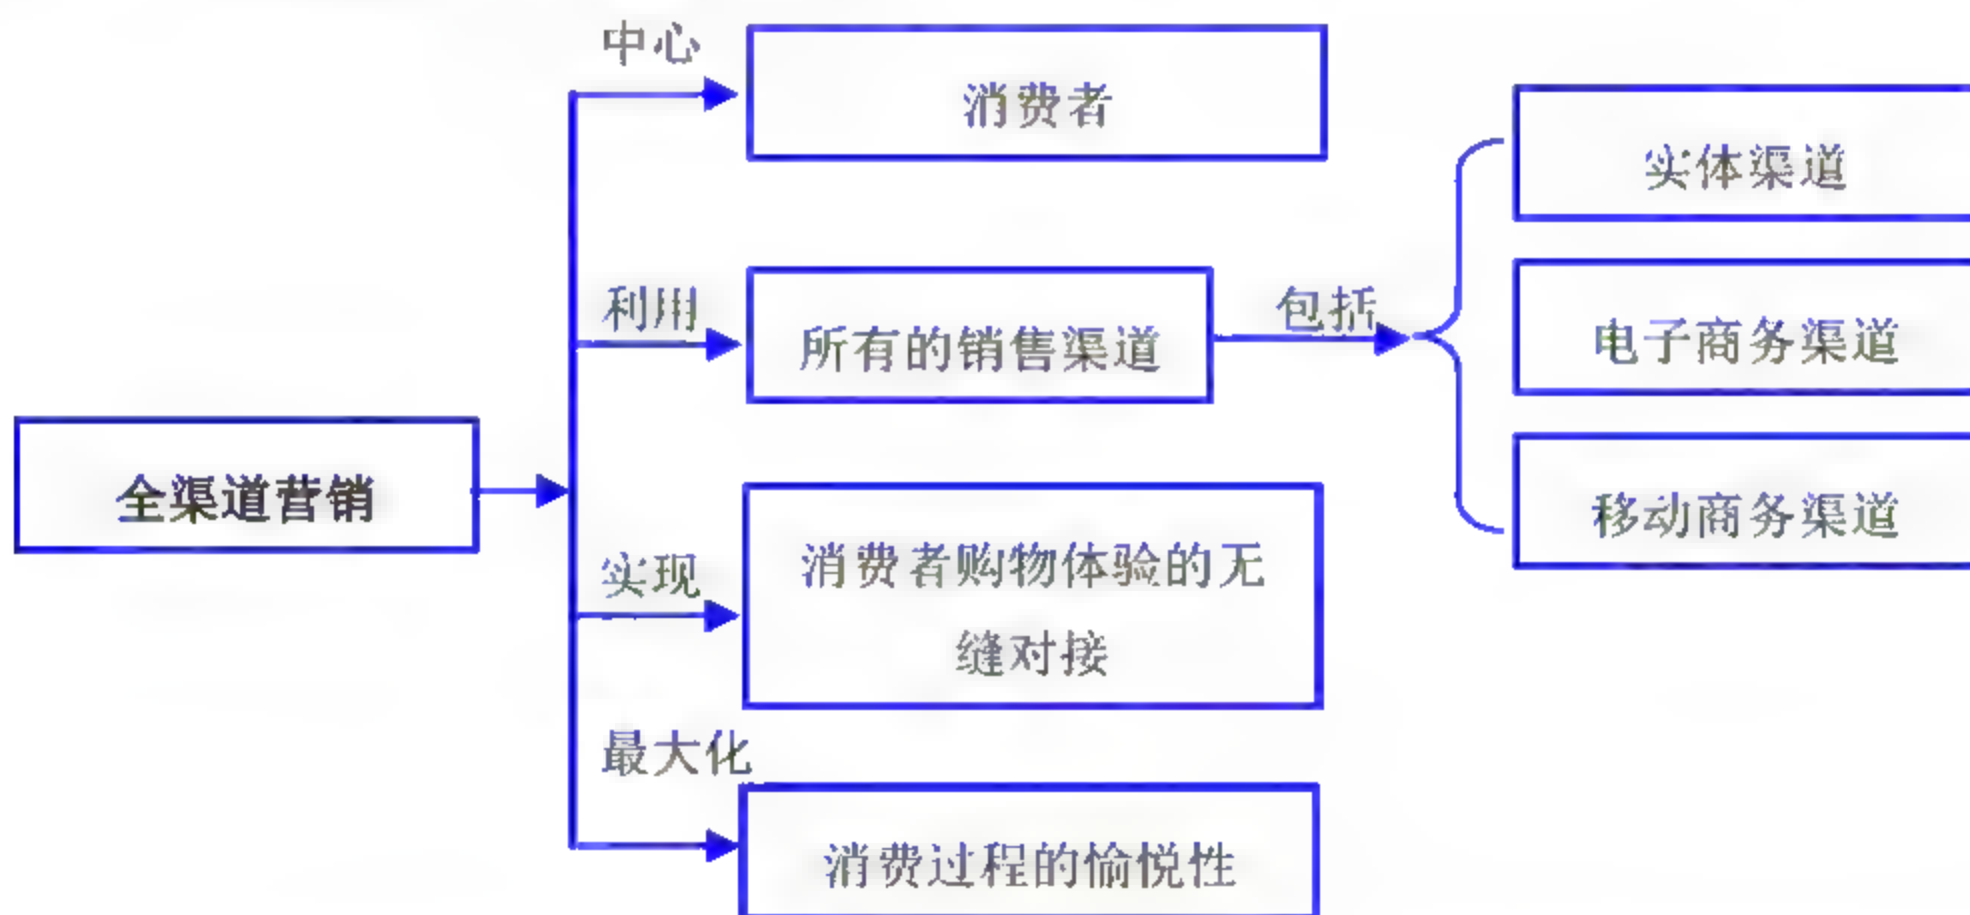 中心
消费者
实体渠道
利用
所有的销售渠道
包括
电子商务渠道
全渠道营销
移动商务渠道
实现
消费者购物体验的无
缝对接
最大化
消费过程的愉悦性